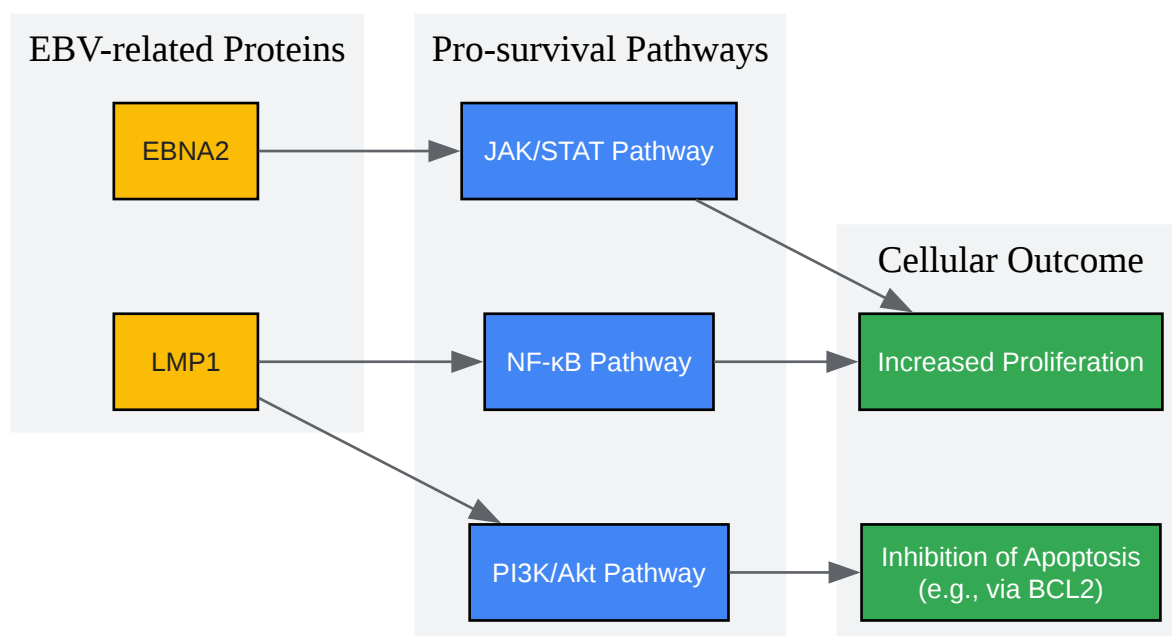 EBV-related Proteins
Pro-survival Pathways
EBNA2
JAK/STAT Pathway
Cellular Outcome
LMP1
NF-κB Pathway
Increased Proliferation
PI3K/Akt Pathway
Inhibition of Apoptosis
(e.g., via BCL2)